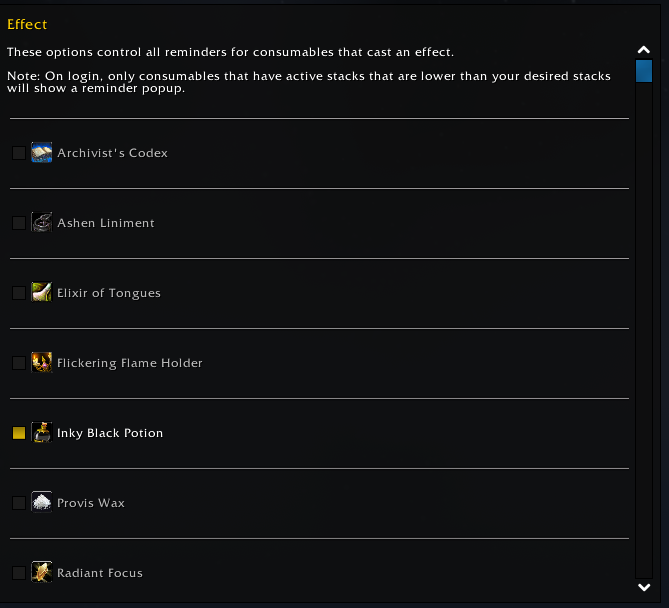 Effect
These options control all reminders for consumables that cast an effect.
Note: On login, only consumables that have active stacks that are lower than your desired stacks
will show a reminder popup.
Archivist's Codex
Ashen Liniment
Elixir of Tongues
Flickering Flame Holder
Inky Black Potion
Provis Wax
Radiant Focus